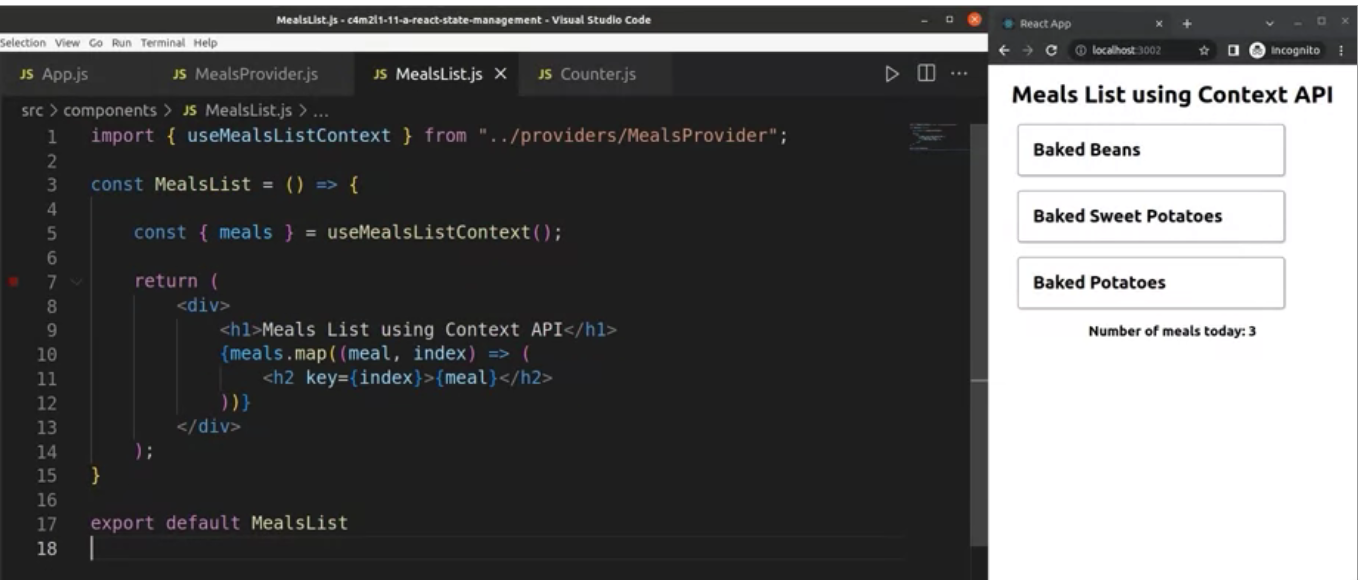 MealsList.js - c4m2l1-11-a-react-state-management - Visual Studio Code
Selection View Go Run Terminal Help
JS App.js JS MealsProvider.js JS MealsList.js × JS Counter.js
src > components > JS MealsList.js > ...
1 import { useMealsListContext } from "../providers/MealsProvider";
2
3 const MealsList = () => {
4
5 const { meals } = useMealsListContext();
6
7 return (
8 <div>
9 <h1>Meals List using Context API</h1>
10 {meals.map((meal, index) => (
11 <h2 key={index}>{meal}</h2>
12 ))}
13 </div>
14 );
15 }
16
17 export default MealsList
18
React App
localhost:3002 Incognito
Meals List using Context API
Baked Beans
Baked Sweet Potatoes
Baked Potatoes
Number of meals today: 3